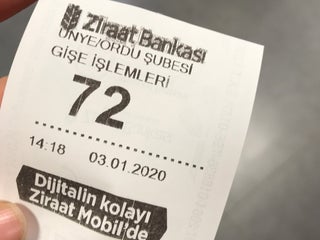 Ziraat Bankası
ÜNYE/ORDU ŞUBESİ
GİŞE İŞLEMLERİ
72
14:18 03.01.2020
Dijitalin kolayı
Ziraat Mobil'de